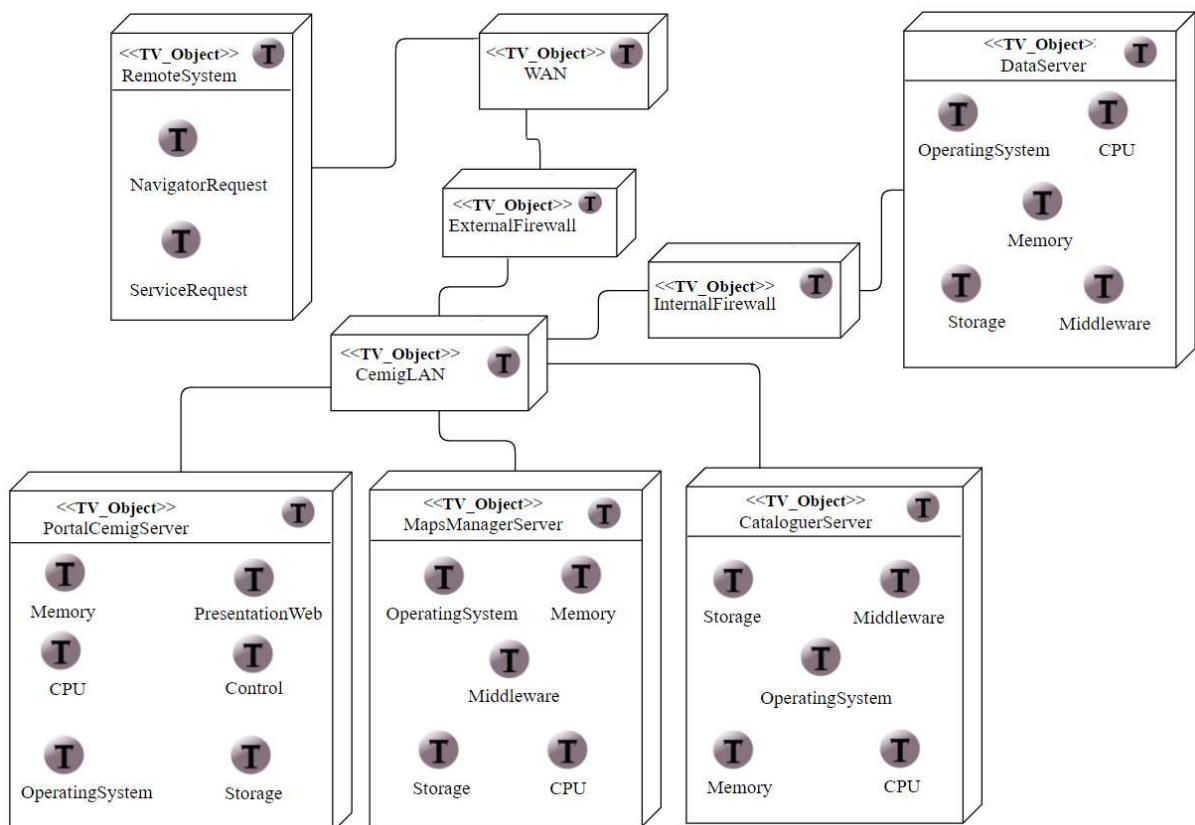 <<TV_Object>>
RemoteSystem
T
T
NavigatorRequest
T
ServiceRequest
<<TV_Object>>
WAN
T
<<TV_Object>>
ExternalFirewall
T
<<TV_Object>>
InternalFirewall
T
<<TV_Object>
DataServer
T
T
OperatingSystem
T
CPU
T
Memory
T
Storage
T
Middleware
<<TV_Object>>
CemigLAN
T
<<TV_Object>>
PortalCemigServer
T
T
Memory
T
PresentationWeb
T
CPU
T
Control
T
OperatingSystem
T
Storage
<<TV_Object>>
MapsManagerServer
T
T
OperatingSystem
T
Memory
T
Middleware
T
Storage
T
CPU
<<TV_Object>>
CataloguerServer
T
T
Storage
T
Middleware
T
OperatingSystem
T
Memory
T
CPU